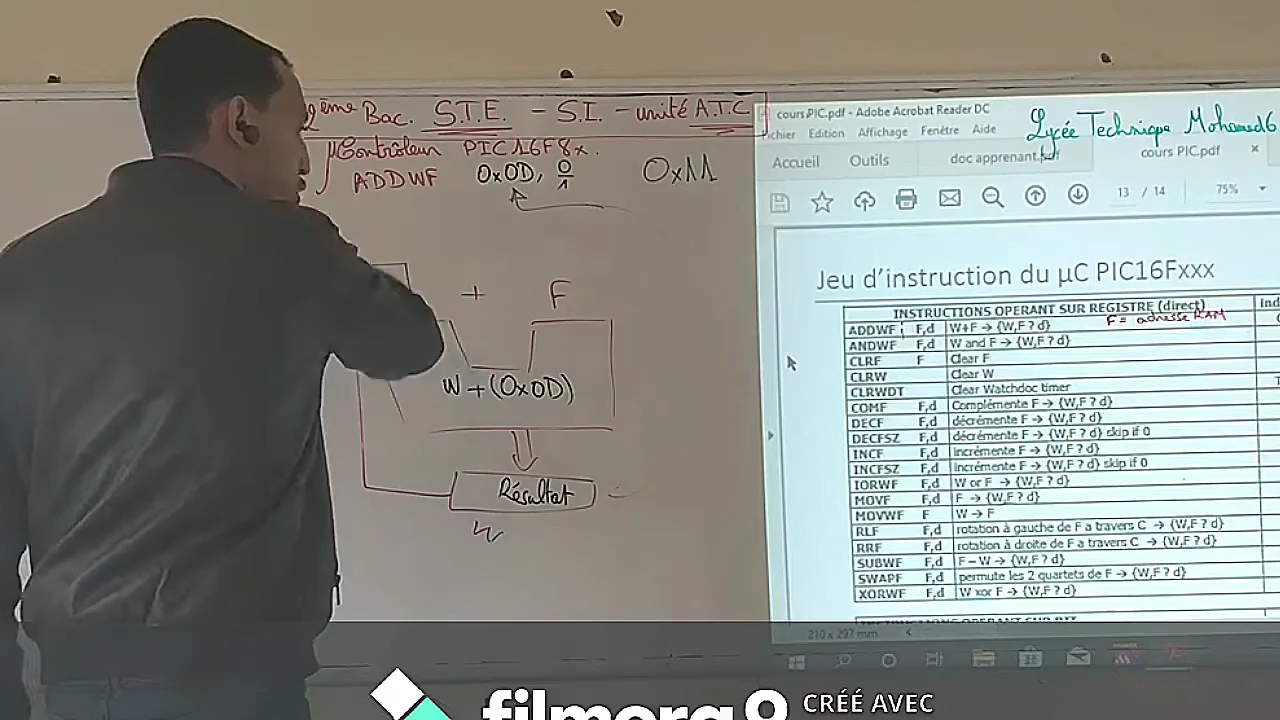 2ème Bac. S.T.E. - S.I. - unité A.T.C
µContrôleur PIC16F8x.
ADDWF 0x0D, 0/1
0x11
+ F
W + (0x0D)
Résultat
W
cours PIC.pdf - Adobe Acrobat Reader DC
Fichier Edition Affichage Fenêtre Aide
Lycée Technique Mohamed 6
Accueil Outils doc apprenant.pdf cours PIC.pdf ×
13 / 14 75%
Jeu d'instruction du µC PIC16Fxxx
INSTRUCTIONS OPERANT SUR REGISTRE (direct)
F = adresse RAM
ADDWF F,d W+F → {W,F ? d}
ANDWF F,d W and F → {W,F ? d}
CLRF F Clear F
CLRW Clear W
CLRWDT Clear Watchdoc timer
COMF F,d Complémente F → {W,F ? d}
DECF F,d décrémente F → {W,F ? d}
DECFSZ F,d décrémente F → {W,F ? d} skip if 0
INCF F,d incrémente F → {W,F ? d}
INCFSZ F,d incrémente F → {W,F ? d} skip if 0
IORWF F,d W or F → {W,F ? d}
MOVF F,d F → {W,F ? d}
MOVWF F W → F
RLF F,d rotation à gauche de F a travers C → {W,F ? d}
RRF F,d rotation à droite de F a travers C → {W,F ? d}
SUBWF F,d F – W → {W,F ? d}
SWAPF F,d permute les 2 quartets de F → {W,F ? d}
XORWF F,d W xor F → {W,F ? d}
210 x 297 mm
CRÉÉ AVEC
filmora9